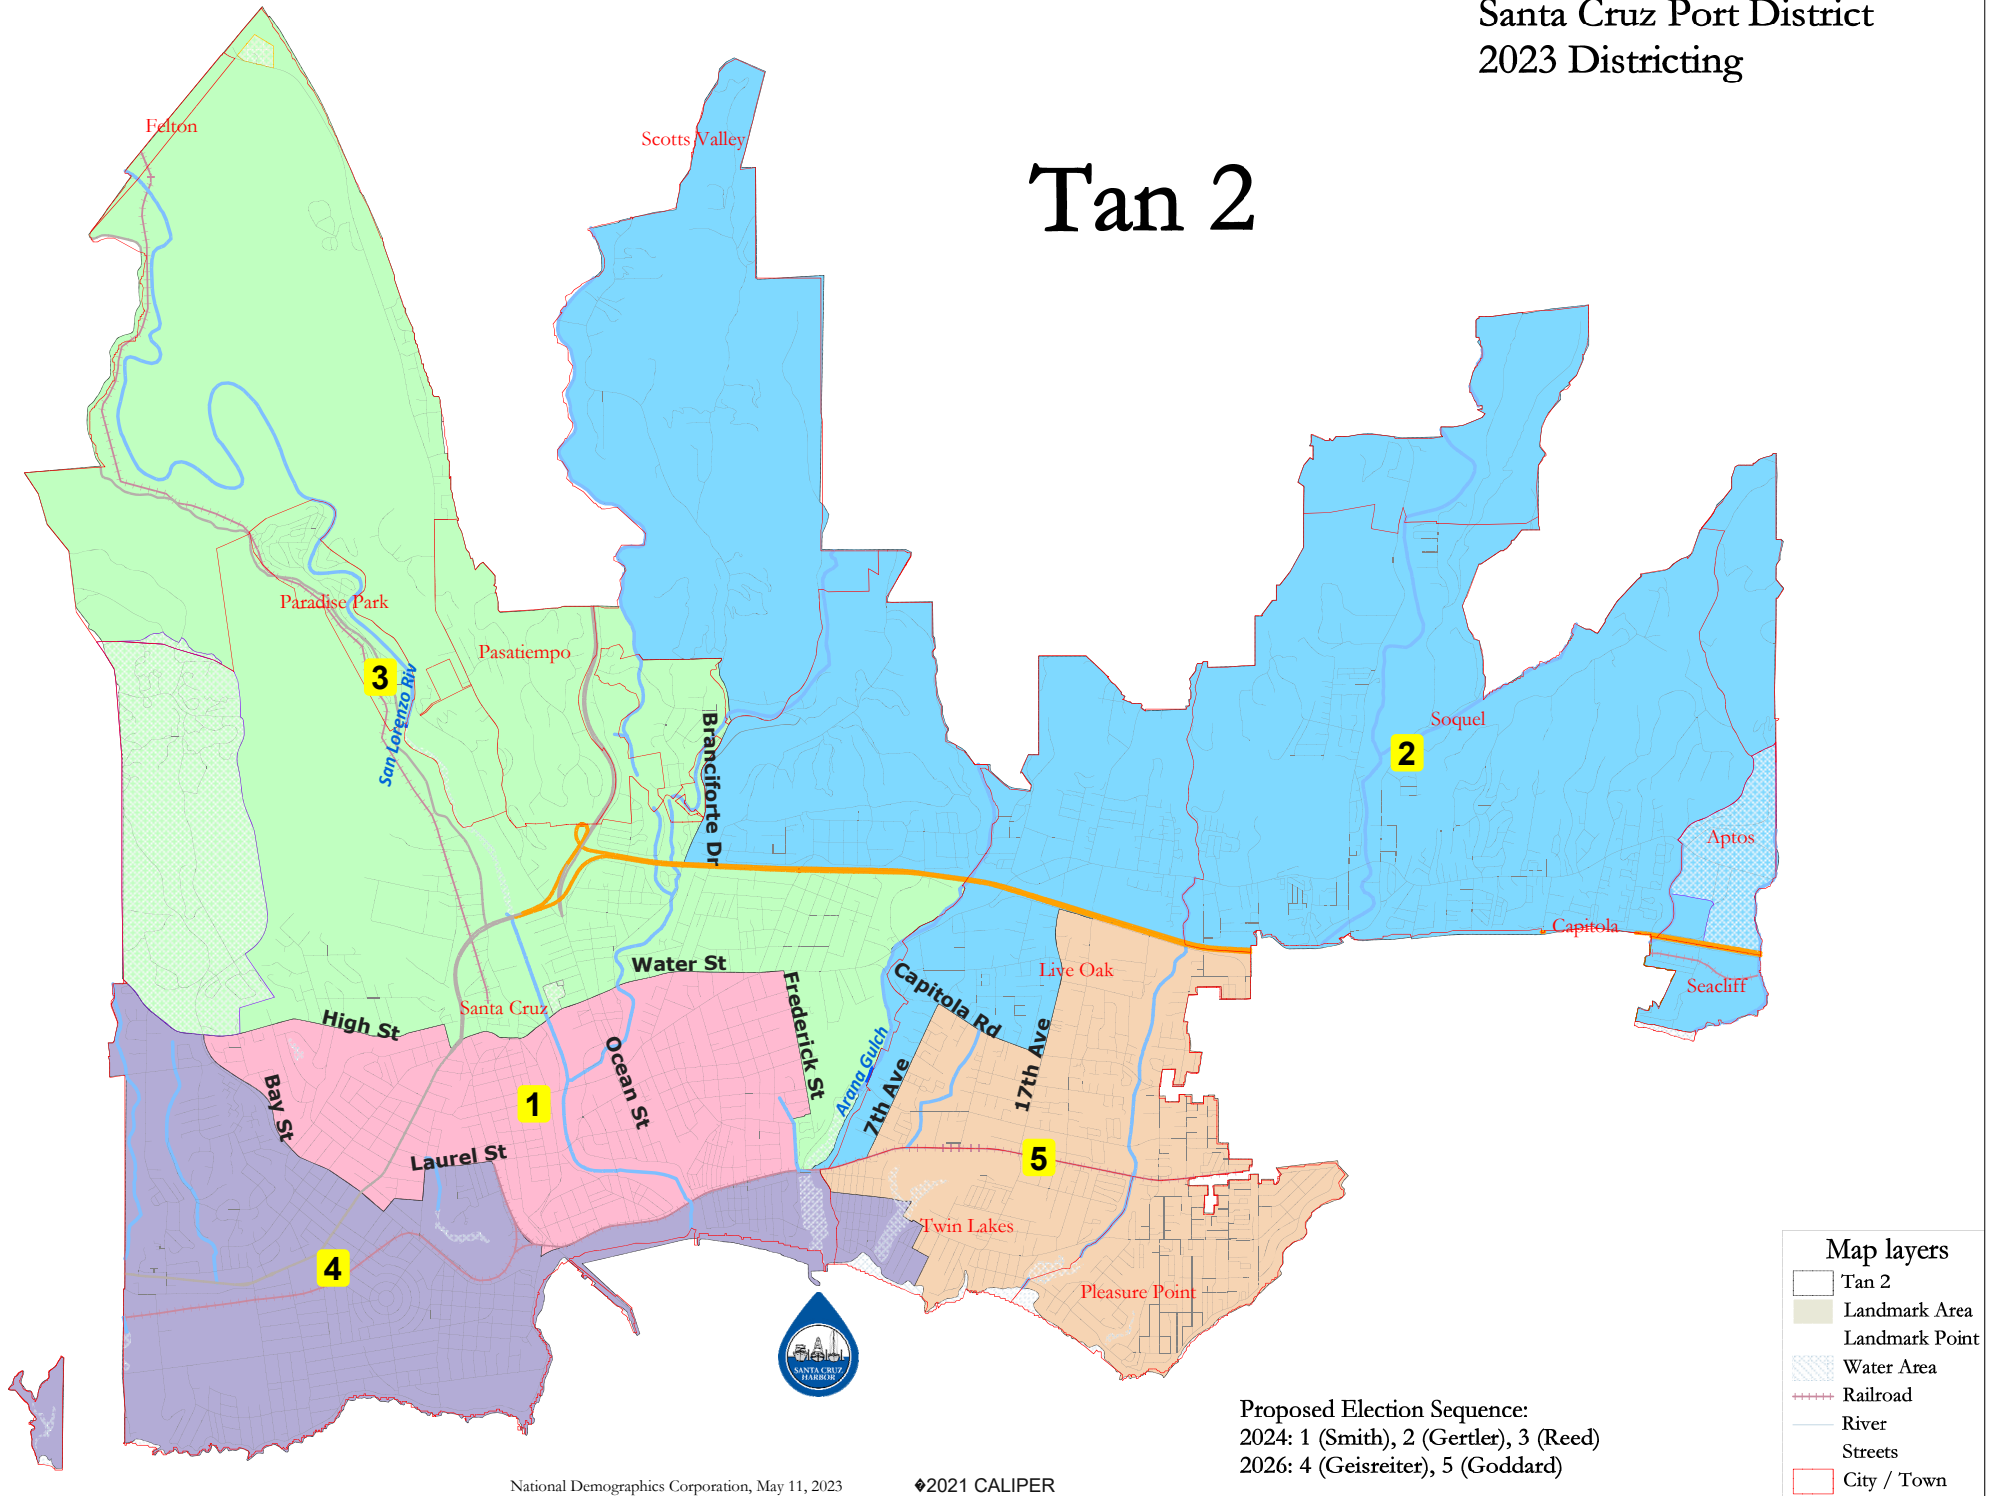 Santa Cruz Port District
2023 Districting
Tan 2
Felton
Scotts Valley
Paradise Park
Pasatiempo
3
San Lorenzo Riv
Branciforte Dr
Soquel
2
Aptos
Capitola
Seacliff
Water St
Live Oak
Capitola Rd
Santa Cruz
High St
Frederick St
Ocean St
Arana Gulch
7th Ave
17th Ave
Bay St
1
Laurel St
5
Twin Lakes
4
Pleasure Point
SANTA CRUZ
HARBOR
Map layers
Tan 2
Landmark Area
Landmark Point
Water Area
Railroad
River
Streets
City / Town
Proposed Election Sequence:
2024: 1 (Smith), 2 (Gertler), 3 (Reed)
2026: 4 (Geisreiter), 5 (Goddard)
National Demographics Corporation, May 11, 2023
�2021 CALIPER